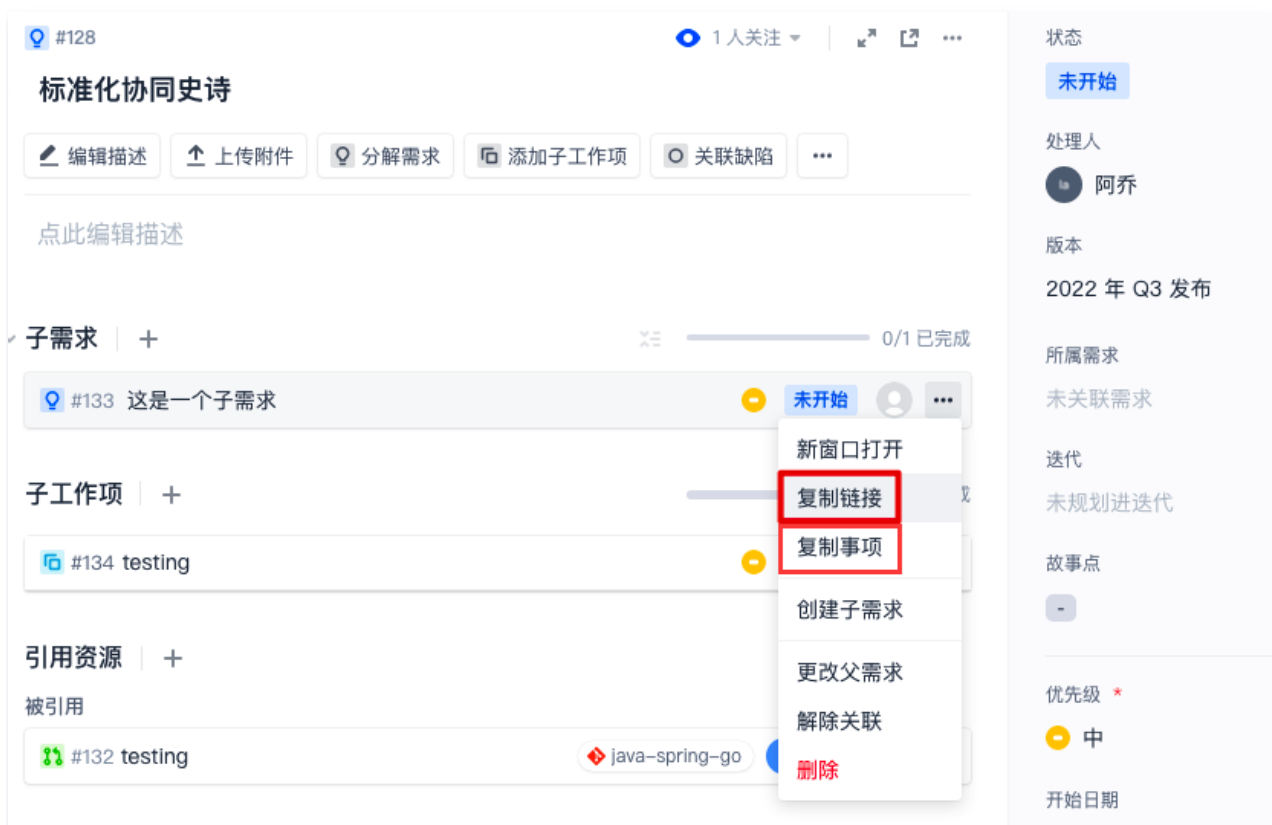 #128
1 人关注
标准化协同史诗
编辑描述
上传附件
分解需求
添加子工作项
关联缺陷
点此编辑描述
子需求
0/1 已完成
#133 这是一个子需求
未开始
新窗口打开
复制链接
复制事项
创建子需求
更改父需求
解除关联
删除
子工作项
#134 testing
引用资源
被引用
#132 testing
java-spring-go
状态
未开始
处理人
阿乔
版本
2022 年 Q3 发布
所属需求
未关联需求
迭代
未规划进迭代
故事点
-
优先级 *
中
开始日期